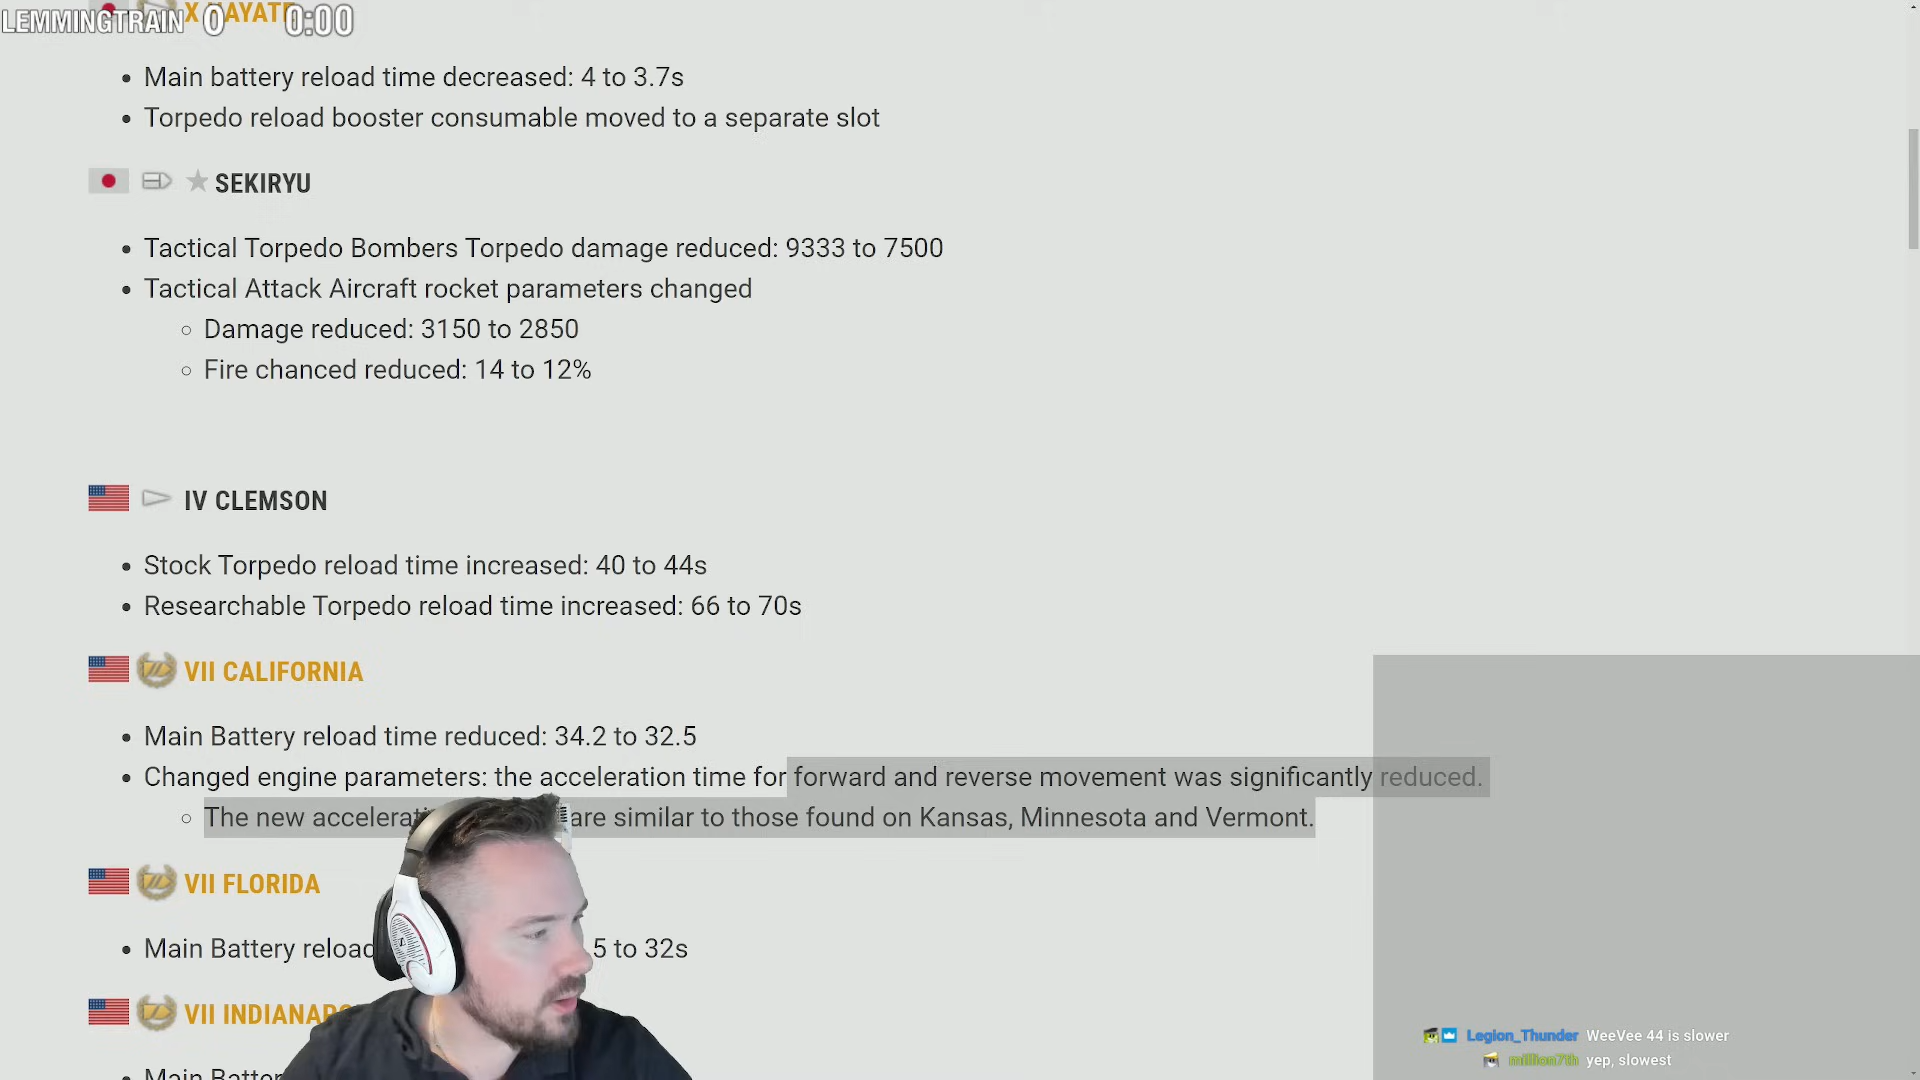 X HAYATE
LEMMINGTRAIN 0 0:00
Main battery reload time decreased: 4 to 3.7s
Torpedo reload booster consumable moved to a separate slot
SEKIRYU
Tactical Torpedo Bombers Torpedo damage reduced: 9333 to 7500
Tactical Attack Aircraft rocket parameters changed
Damage reduced: 3150 to 2850
Fire chanced reduced: 14 to 12%
IV CLEMSON
Stock Torpedo reload time increased: 40 to 44s
Researchable Torpedo reload time increased: 66 to 70s
VII CALIFORNIA
Main Battery reload time reduced: 34.2 to 32.5
Changed engine parameters: the acceleration time for forward and reverse movement was significantly reduced.
The new are similar to those found on Kansas, Minnesota and Vermont.
VII FLORIDA
Main Battery reload 5 to 32s
VII
Main
Legion_Thunder WeeVee 44 is slower
million7th yep, slowest